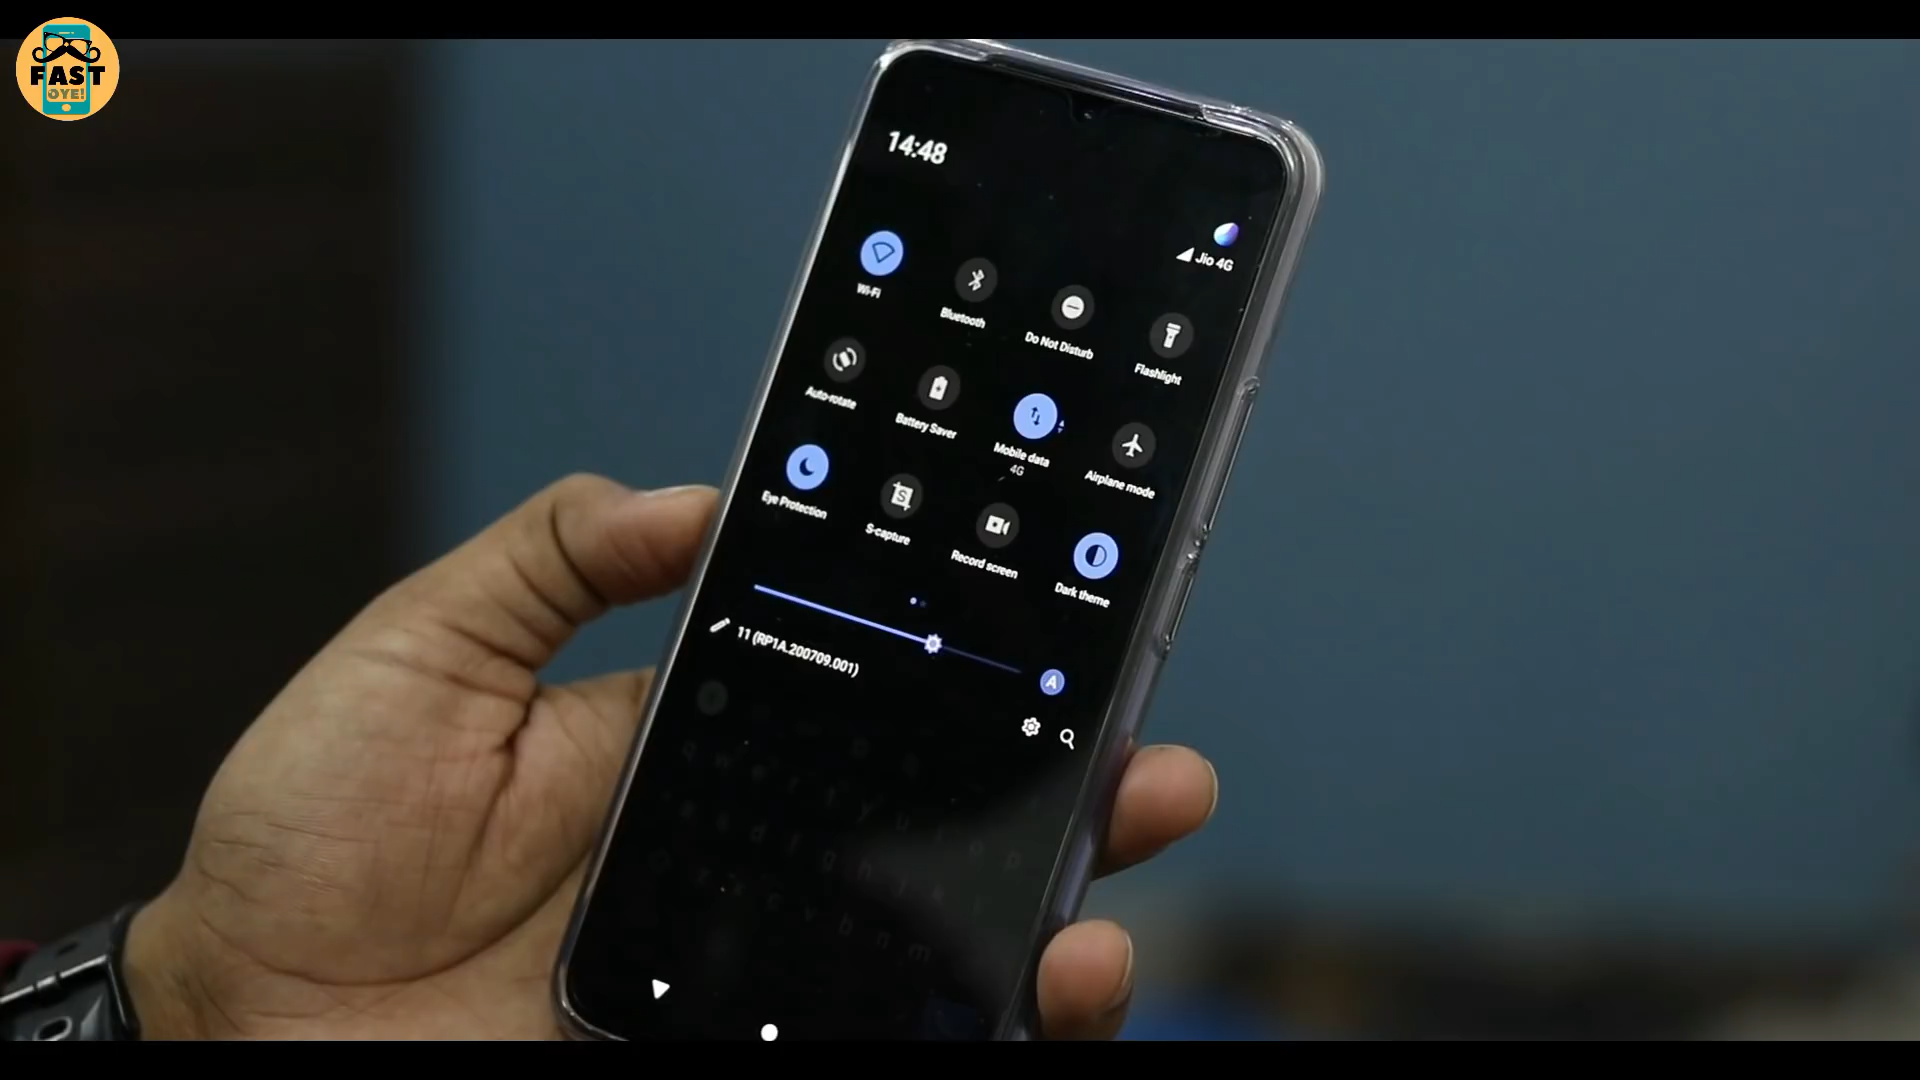 FAST
OYE!
14:48
Jio 4G
Wi-Fi
Bluetooth
Do Not Disturb
Flashlight
Auto-rotate
Battery Saver
Mobile data
4G
Airplane mode
Eye Protection
S
S-capture
Record screen
Dark theme
A
11 (RP1A.200709.001)
q w e r t y u i o p
a s d f g h j k l
z x c v b n m